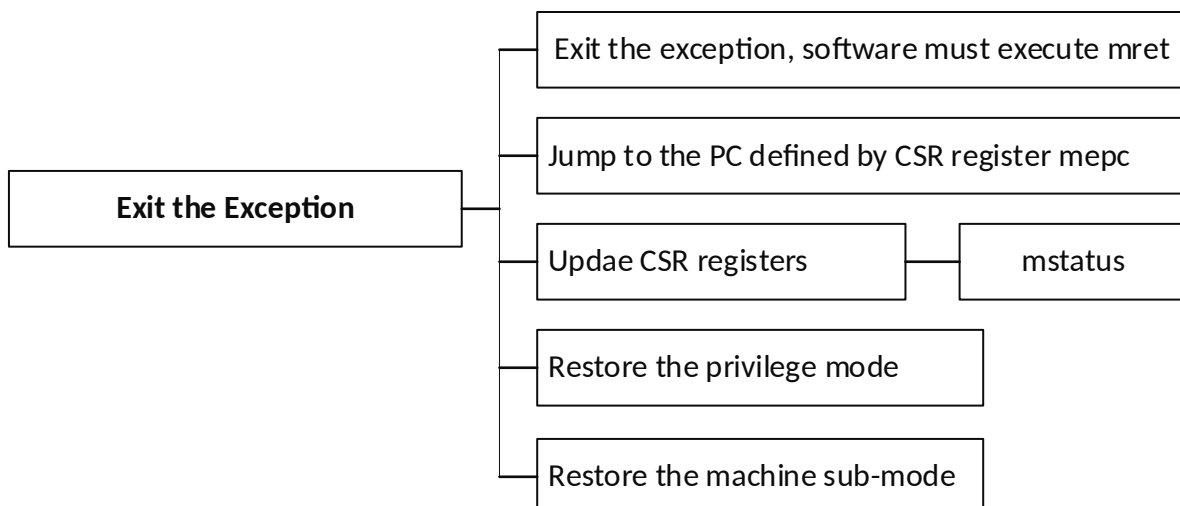 Exit the exception, software must execute mret
Jump to the PC defined by CSR register mepc
Exit the Exception
Updae CSR registers
mstatus
Restore the privilege mode
Restore the machine sub-mode